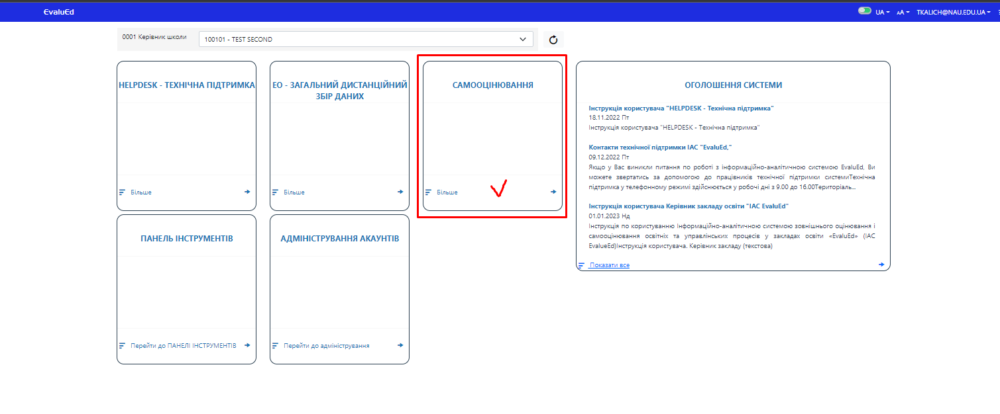 EvaluEd
UA
AA
TKALICH@NAU.EDU.UA
0001 Керівник школи
100101 - TEST SECOND
HELPDESK - ТЕХНІЧНА ПІДТРИМКА
Більше
ЕО - ЗАГАЛЬНИЙ ДИСТАНЦІЙНИЙ
ЗБІР ДАНИХ
Більше
САМООЦІНЮВАННЯ
Більше
ОГОЛОШЕННЯ СИСТЕМИ
Інструкція користувача "HELPDESK - Технічна підтримка"
18.11.2022 Пт
Інструкція користувача "HELPDESK - Технічна підтримка"
Контакти технічної підтримки ІАС "EvaluEd,"
09.12.2022 Пт
Якщо у Вас виникли питання по роботі з інформаційно-аналітичною системою EvaluEd, Ви
можете звертатись за допомогою до працівників технічної підтримки системиТехнічна
підтримка у телефонному режимі здійснюється у робочі дні з 9.00 до 16.00Територіаль...
Інструкція користувача Керівник закладу освіти "ІАС EvaluEd"
01.01.2023 Нд
Інструкція по користуванню Інформаційно-аналітичною системою зовнішнього оцінювання і
самооцінювання освітніх та управлінських процесів у закладах освіти «EvaluEd» (ІАС
EvalueEd)Інструкція користувача. Керівник закладу (текстова)
Показати все
ПАНЕЛЬ ІНСТРУМЕНТІВ
Перейти до ПАНЕЛІ ІНСТРУМЕНТІВ
АДМІНІСТРУВАННЯ АКАУНТІВ
Перейти до адміністрування